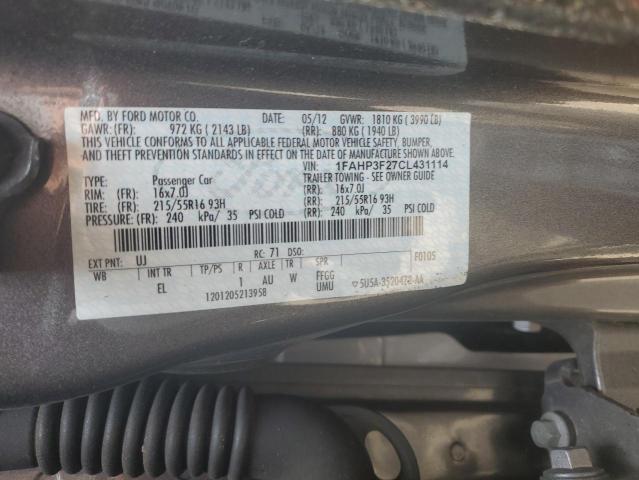 MFD. BY FORD MOTOR CO. DATE: 05/12 GVWR: 1810 KG ( 3990 LB)
GAWR: (FR): 972 KG ( 2143 LB) (RR): 880 KG ( 1940 LB)
THIS VEHICLE CONFORMS TO ALL APPLICABLE FEDERAL MOTOR VEHICLE SAFETY, BUMPER,
AND THEFT PREVENTION STANDARDS IN EFFECT ON THE DATE OF MANUFACTURE SHOWN ABOVE.
VIN: 1FAHP3F27CL431114
TYPE: Passenger Car TRAILER TOWING - SEE OWNER GUIDE
RIM: (FR) 16x7.0J (RR) 16x7.0J
TIRE: (FR) 215/55R16 93H (RR) 215/55R16 93H
PRESSURE: (FR) 240 kPa/ 35 PSI COLD (RR) 240 kPa/ 35 PSI COLD
EXT PNT: UJ RC: 71 DSO: F0105
WB INT TR TP/PS R AXLE TR SPR
EL 1 AU W FFGG
UMU
1201205213958
5U5A-3520472-AA